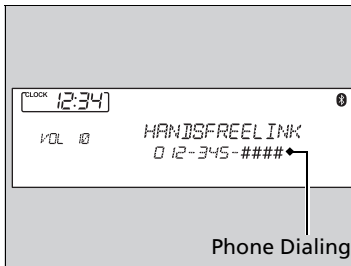 CLOCK 12:34
VOL 10
HANDSFREELINK
012-345-####
Phone Dialing